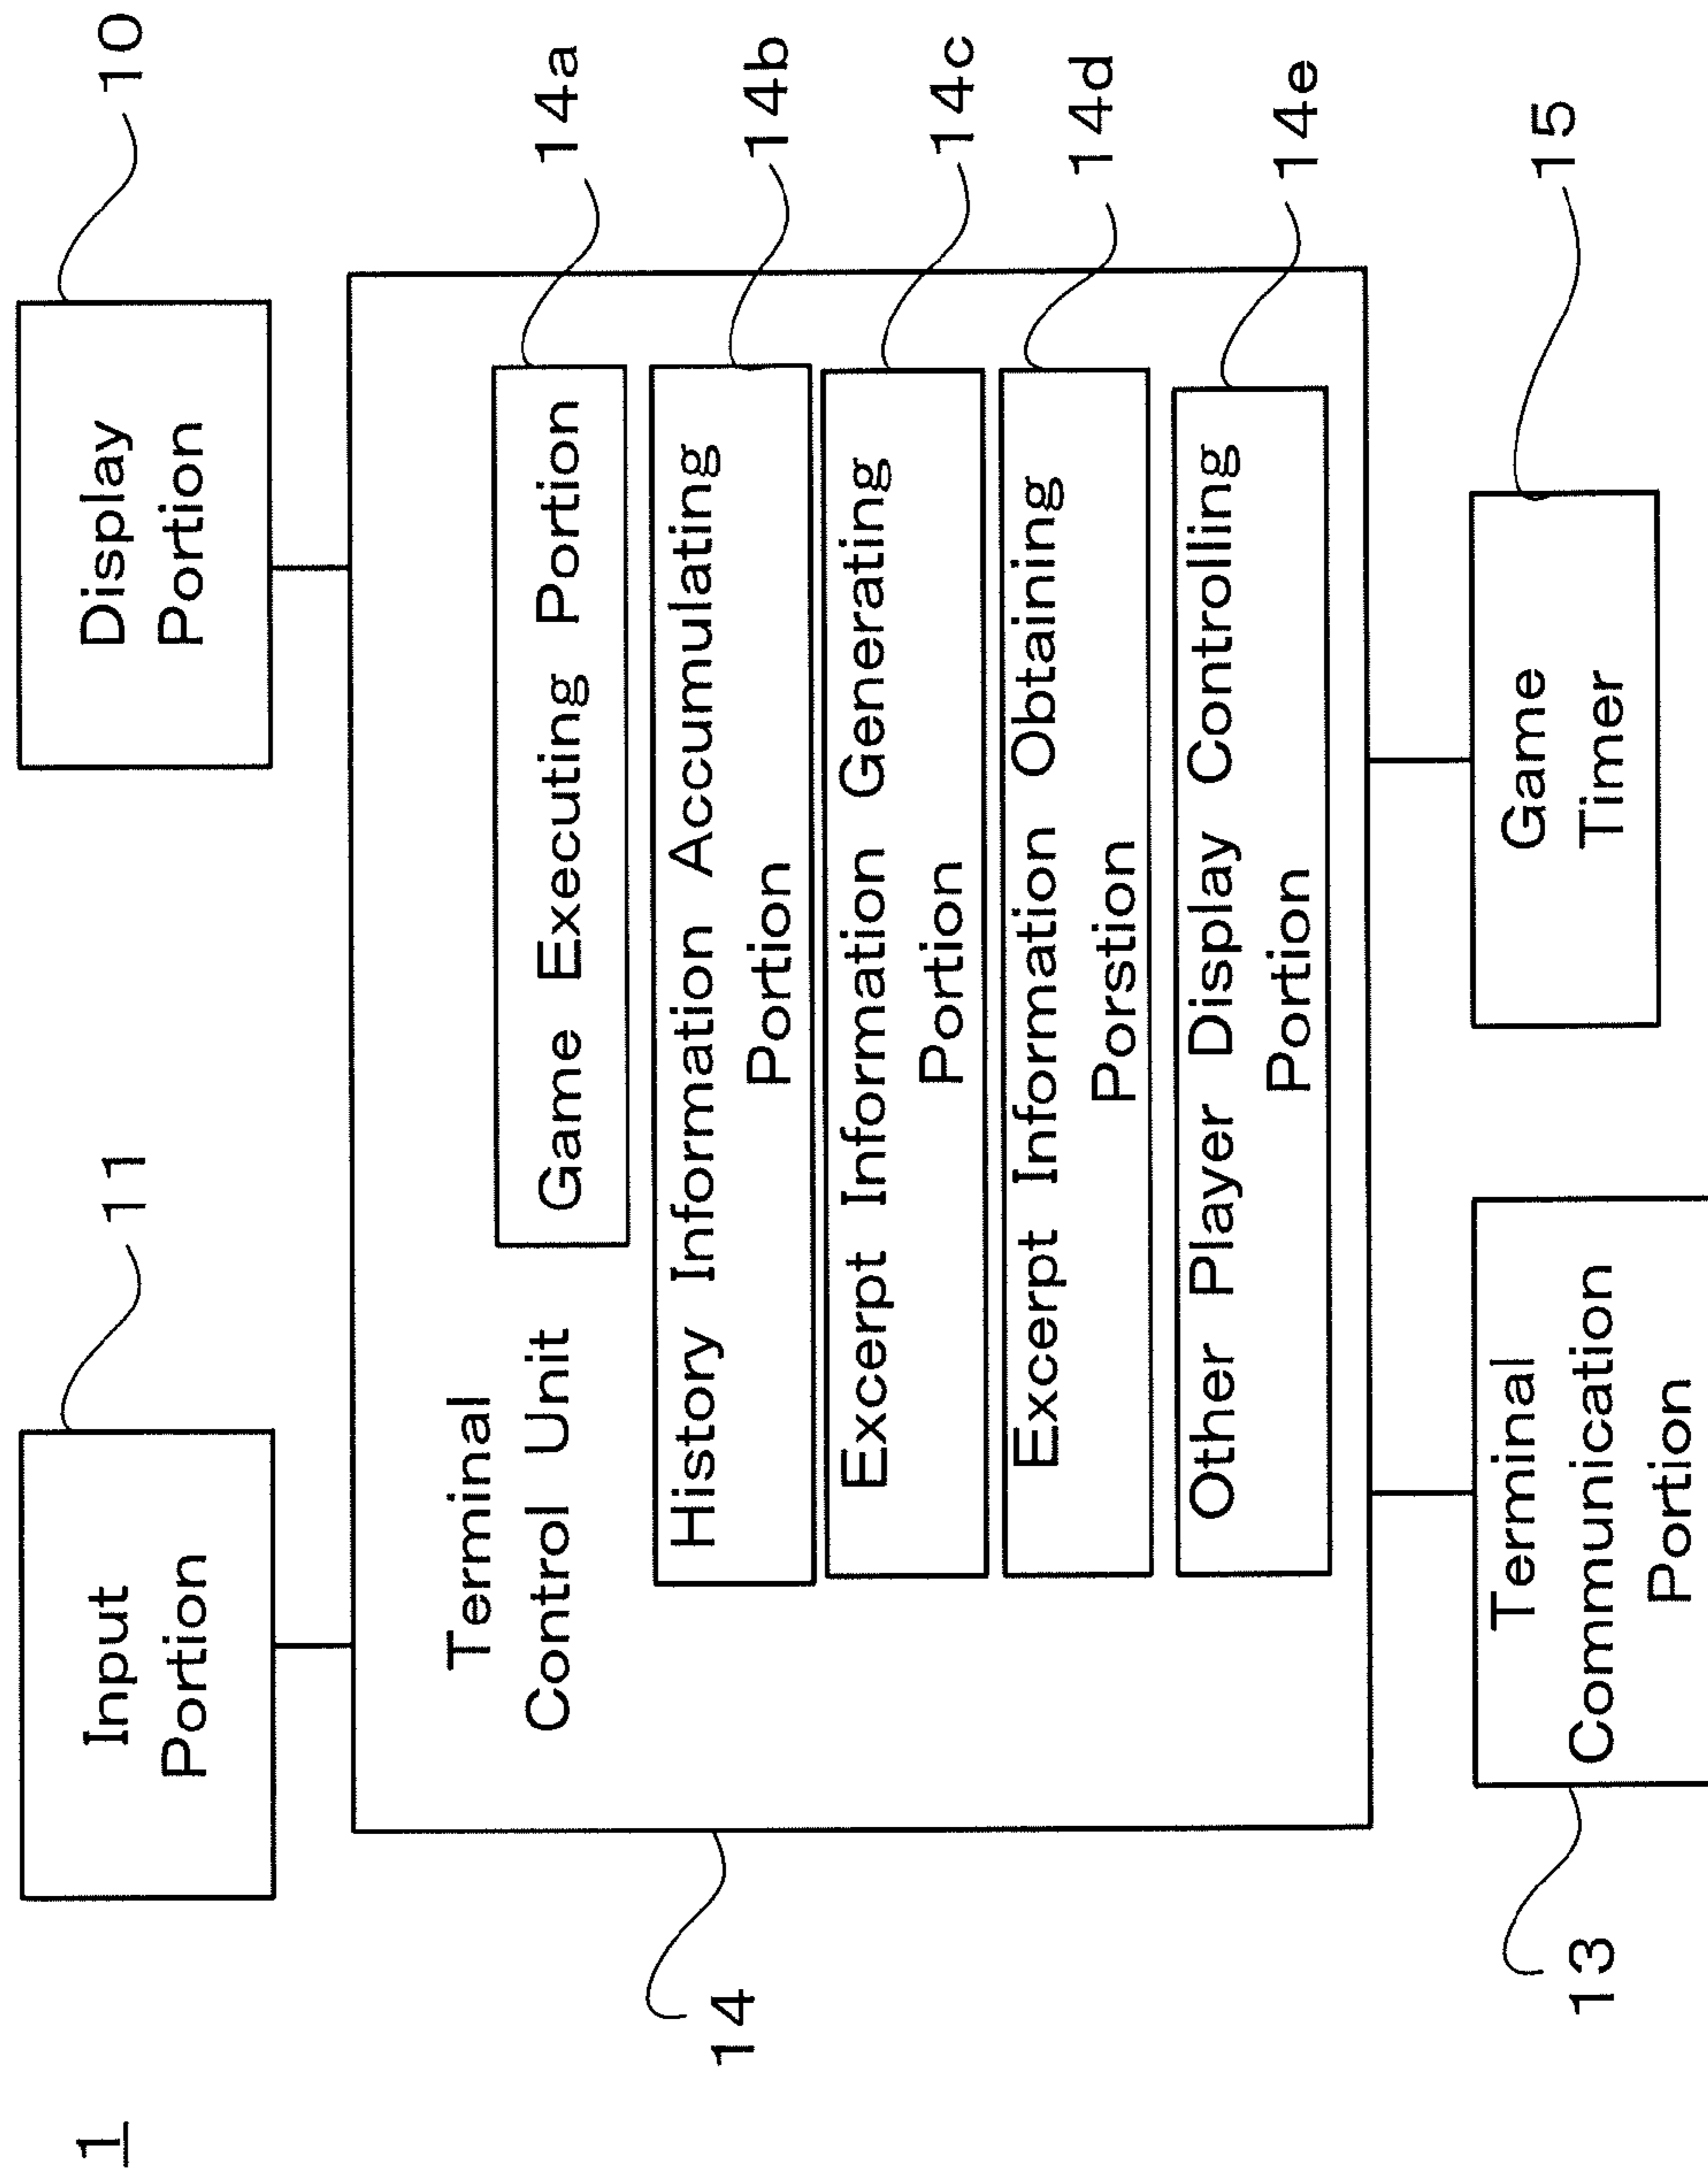 1
11
10
Input
Portion
Display
Portion
14
Terminal
Control Unit
Game Executing Portion
14a
History Information Accumulating
Portion
14b
Excerpt Information Generating
Portion
14c
Excerpt Information Obtaining
Porstion
14d
Other Player Display Controlling
Portion
14e
13
Terminal
Communication
Portion
Game
Timer
15